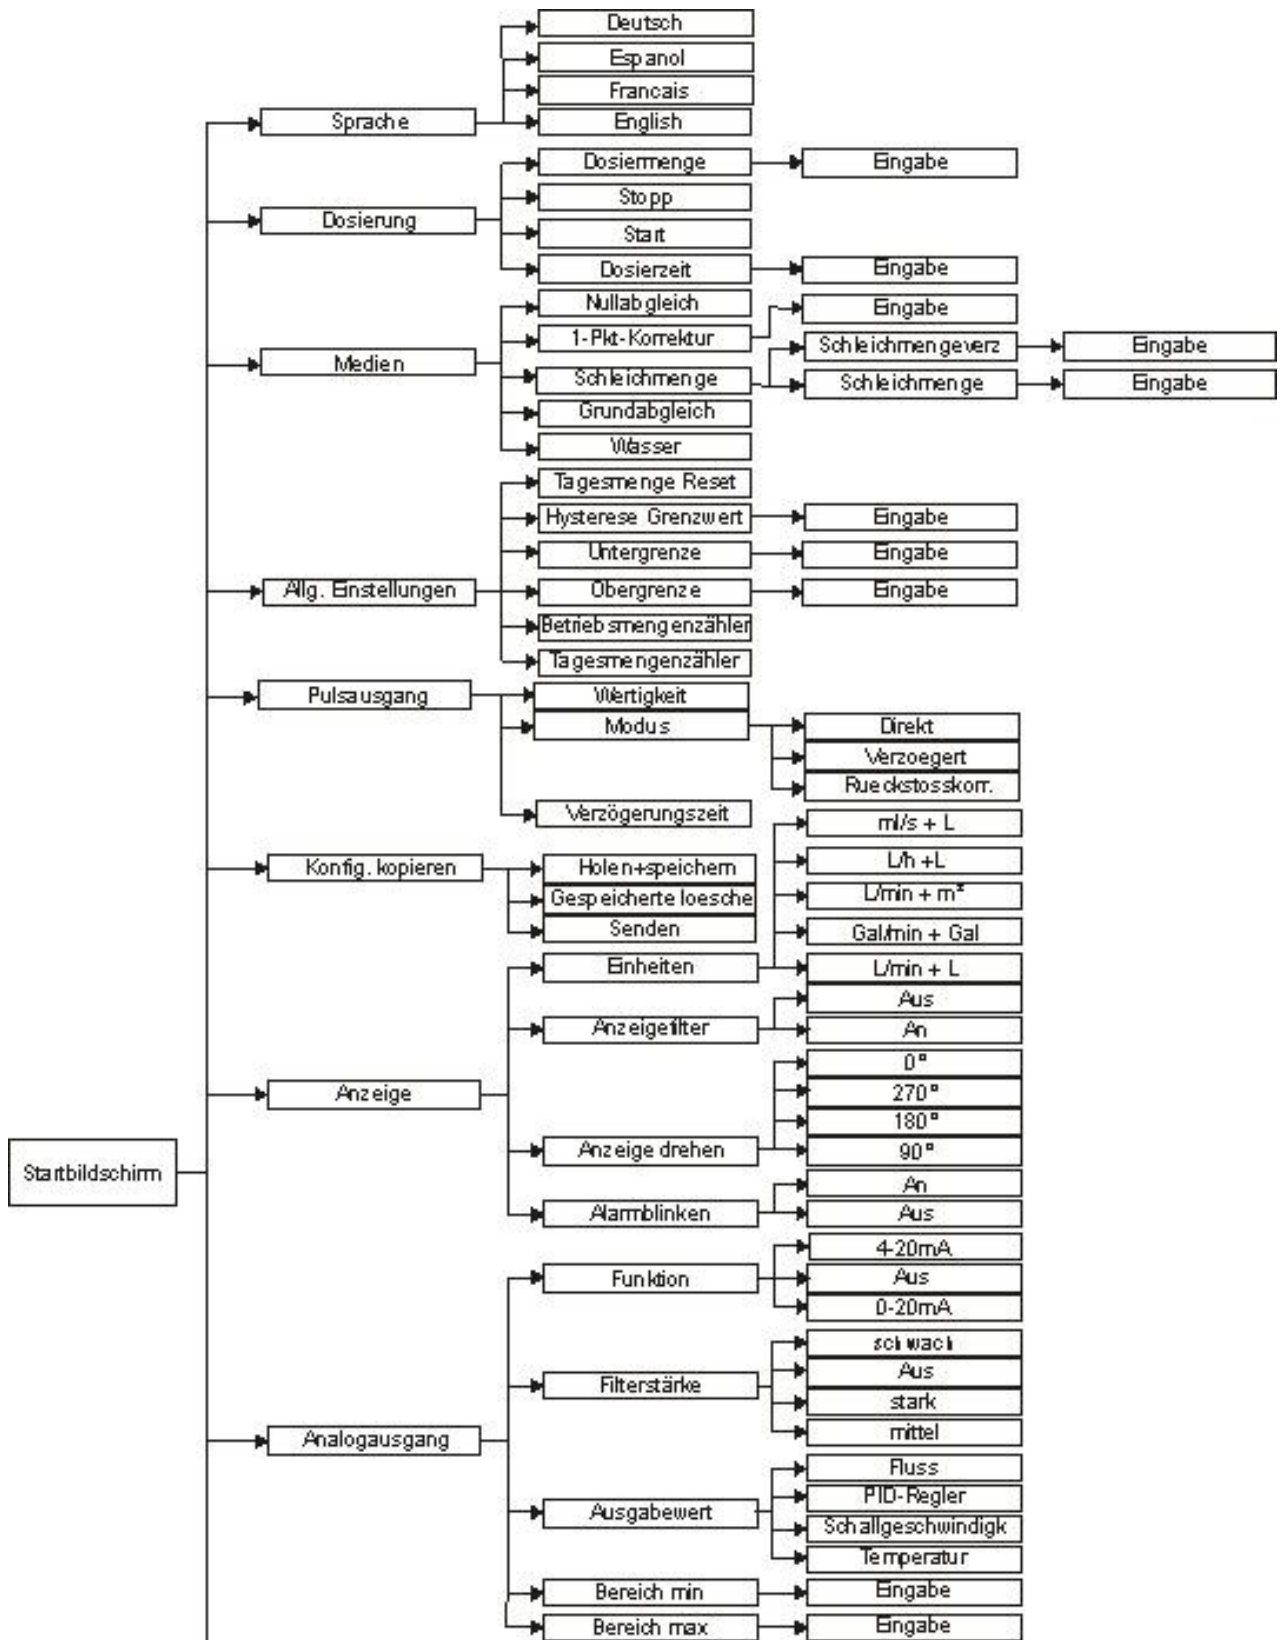 Deutsch
Espanol
Francais
Sprache
English
Dosiermenge
Eingabe
Stopp
Dosierung
Start
Dosierzeit
Eingabe
Nullabgleich
Eingabe
1-Pkt-Korrektur
Schleichmengeverz
Eingabe
Medien
Schleichmenge
Schleichmenge
Eingabe
Grundabgleich
Wasser
Tagesmenge Reset
Hysterese Grenzwert
Eingabe
Untergrenze
Eingabe
Allg. Einstellungen
Obergrenze
Eingabe
Betriebsmengenzähler
Tagesmengenzähler
Pulsausgang
Wertigkeit
Modus
Direkt
Verzoegert
Rueckstosskorr.
Verzögerungszeit
ml/s + L
Konfig. kopieren
Holen+speichern
L/h +L
Gespeicherte loesche
L/min + m³
Senden
Gal/min + Gal
Einheiten
L/min + L
Aus
Anzeigefilter
An
0°
Anzeige
270°
180°
Anzeige drehen
90°
Startbildschirm
An
Alarmblinken
Aus
4-20mA
Funktion
Aus
0-20mA
schwach
Filterstärke
Aus
stark
Analogausgang
mittel
Fluss
PID-Regler
Ausgabewert
Schallgeschwindigk
Temperatur
Bereich min
Eingabe
Bereich max
Eingabe